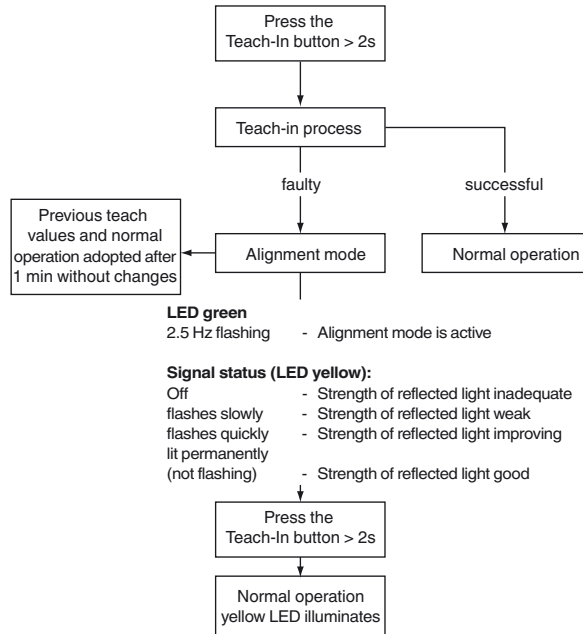 Press the
Teach-In button > 2s
Teach-in process
faulty
successful
Previous teach
values and normal
operation adopted after
1 min without changes
Alignment mode
Normal operation
LED green
2.5 Hz flashing - Alignment mode is active
Signal status (LED yellow):
Off - Strength of reflected light inadequate
flashes slowly - Strength of reflected light weak
flashes quickly - Strength of reflected light improving
lit permanently
(not flashing) - Strength of reflected light good
Press the
Teach-In button > 2s
Normal operation
yellow LED illuminates